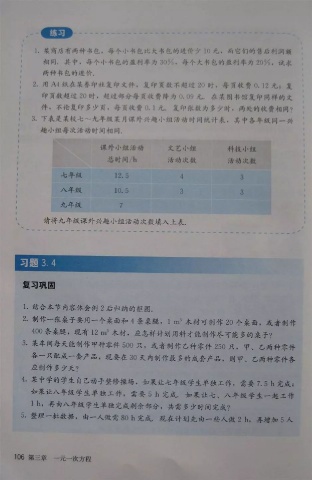 练习
1. 某商店有两种书包，每个小书包比大书包的进价少 10 元，而它们的售后利润额
相同. 其中，每个小书包的盈利率为 30%，每个大书包的盈利率为 20%，试求
两种书包的进价.
2. 用 A4 纸在某誊印社复印文件，复印页数不超过 20 时，每页收费 0.12 元；复
印页数超过 20 时，超过部分每页收费降为 0.09 元. 在某图书馆复印同样的文
件，不论复印多少页，每页收费 0.1 元. 复印张数为多少时，两处的收费相同？
3. 下表是某校七～九年级某月课外兴趣小组活动时间统计表，其中各年级同一兴
趣小组每次活动时间相同.
课外小组活动 文艺小组 科技小组
总时间/h 活动次数 活动次数
七年级 12.5 4 3
八年级 10.5 3 3
九年级 7
请将九年级课外兴趣小组活动次数填入上表.
习题 3.4
复习巩固
1. 结合本节内容体会例 2 后归纳的框图.
2. 制作一张桌子要用一个桌面和 4 条桌腿，1 m³ 木材可制作 20 个桌面，或者制作
400 条桌腿，现有 12 m³ 木材，应怎样计划用料才能制作尽可能多的桌子？
3. 某车间每天能制作甲种零件 500 只，或者制作乙种零件 250 只，甲、乙两种零件
各一只配成一套产品，现要在 30 天内制作最多的成套产品，则甲、乙两种零件各
应制作多少天？
4. 某中学的学生自己动手整修操场，如果让七年级学生单独工作，需要 7.5 h 完成；
如果让八年级学生单独工作，需要 5 h 完成. 如果让七、八年级学生一起工作
1 h，再由八年级学生单独完成剩余部分，共需多少时间完成？
5. 整理一批数据，由一人做需 80 h 完成. 现在计划先由一些人做 2 h，再增加 5 人
106 第三章 一元一次方程